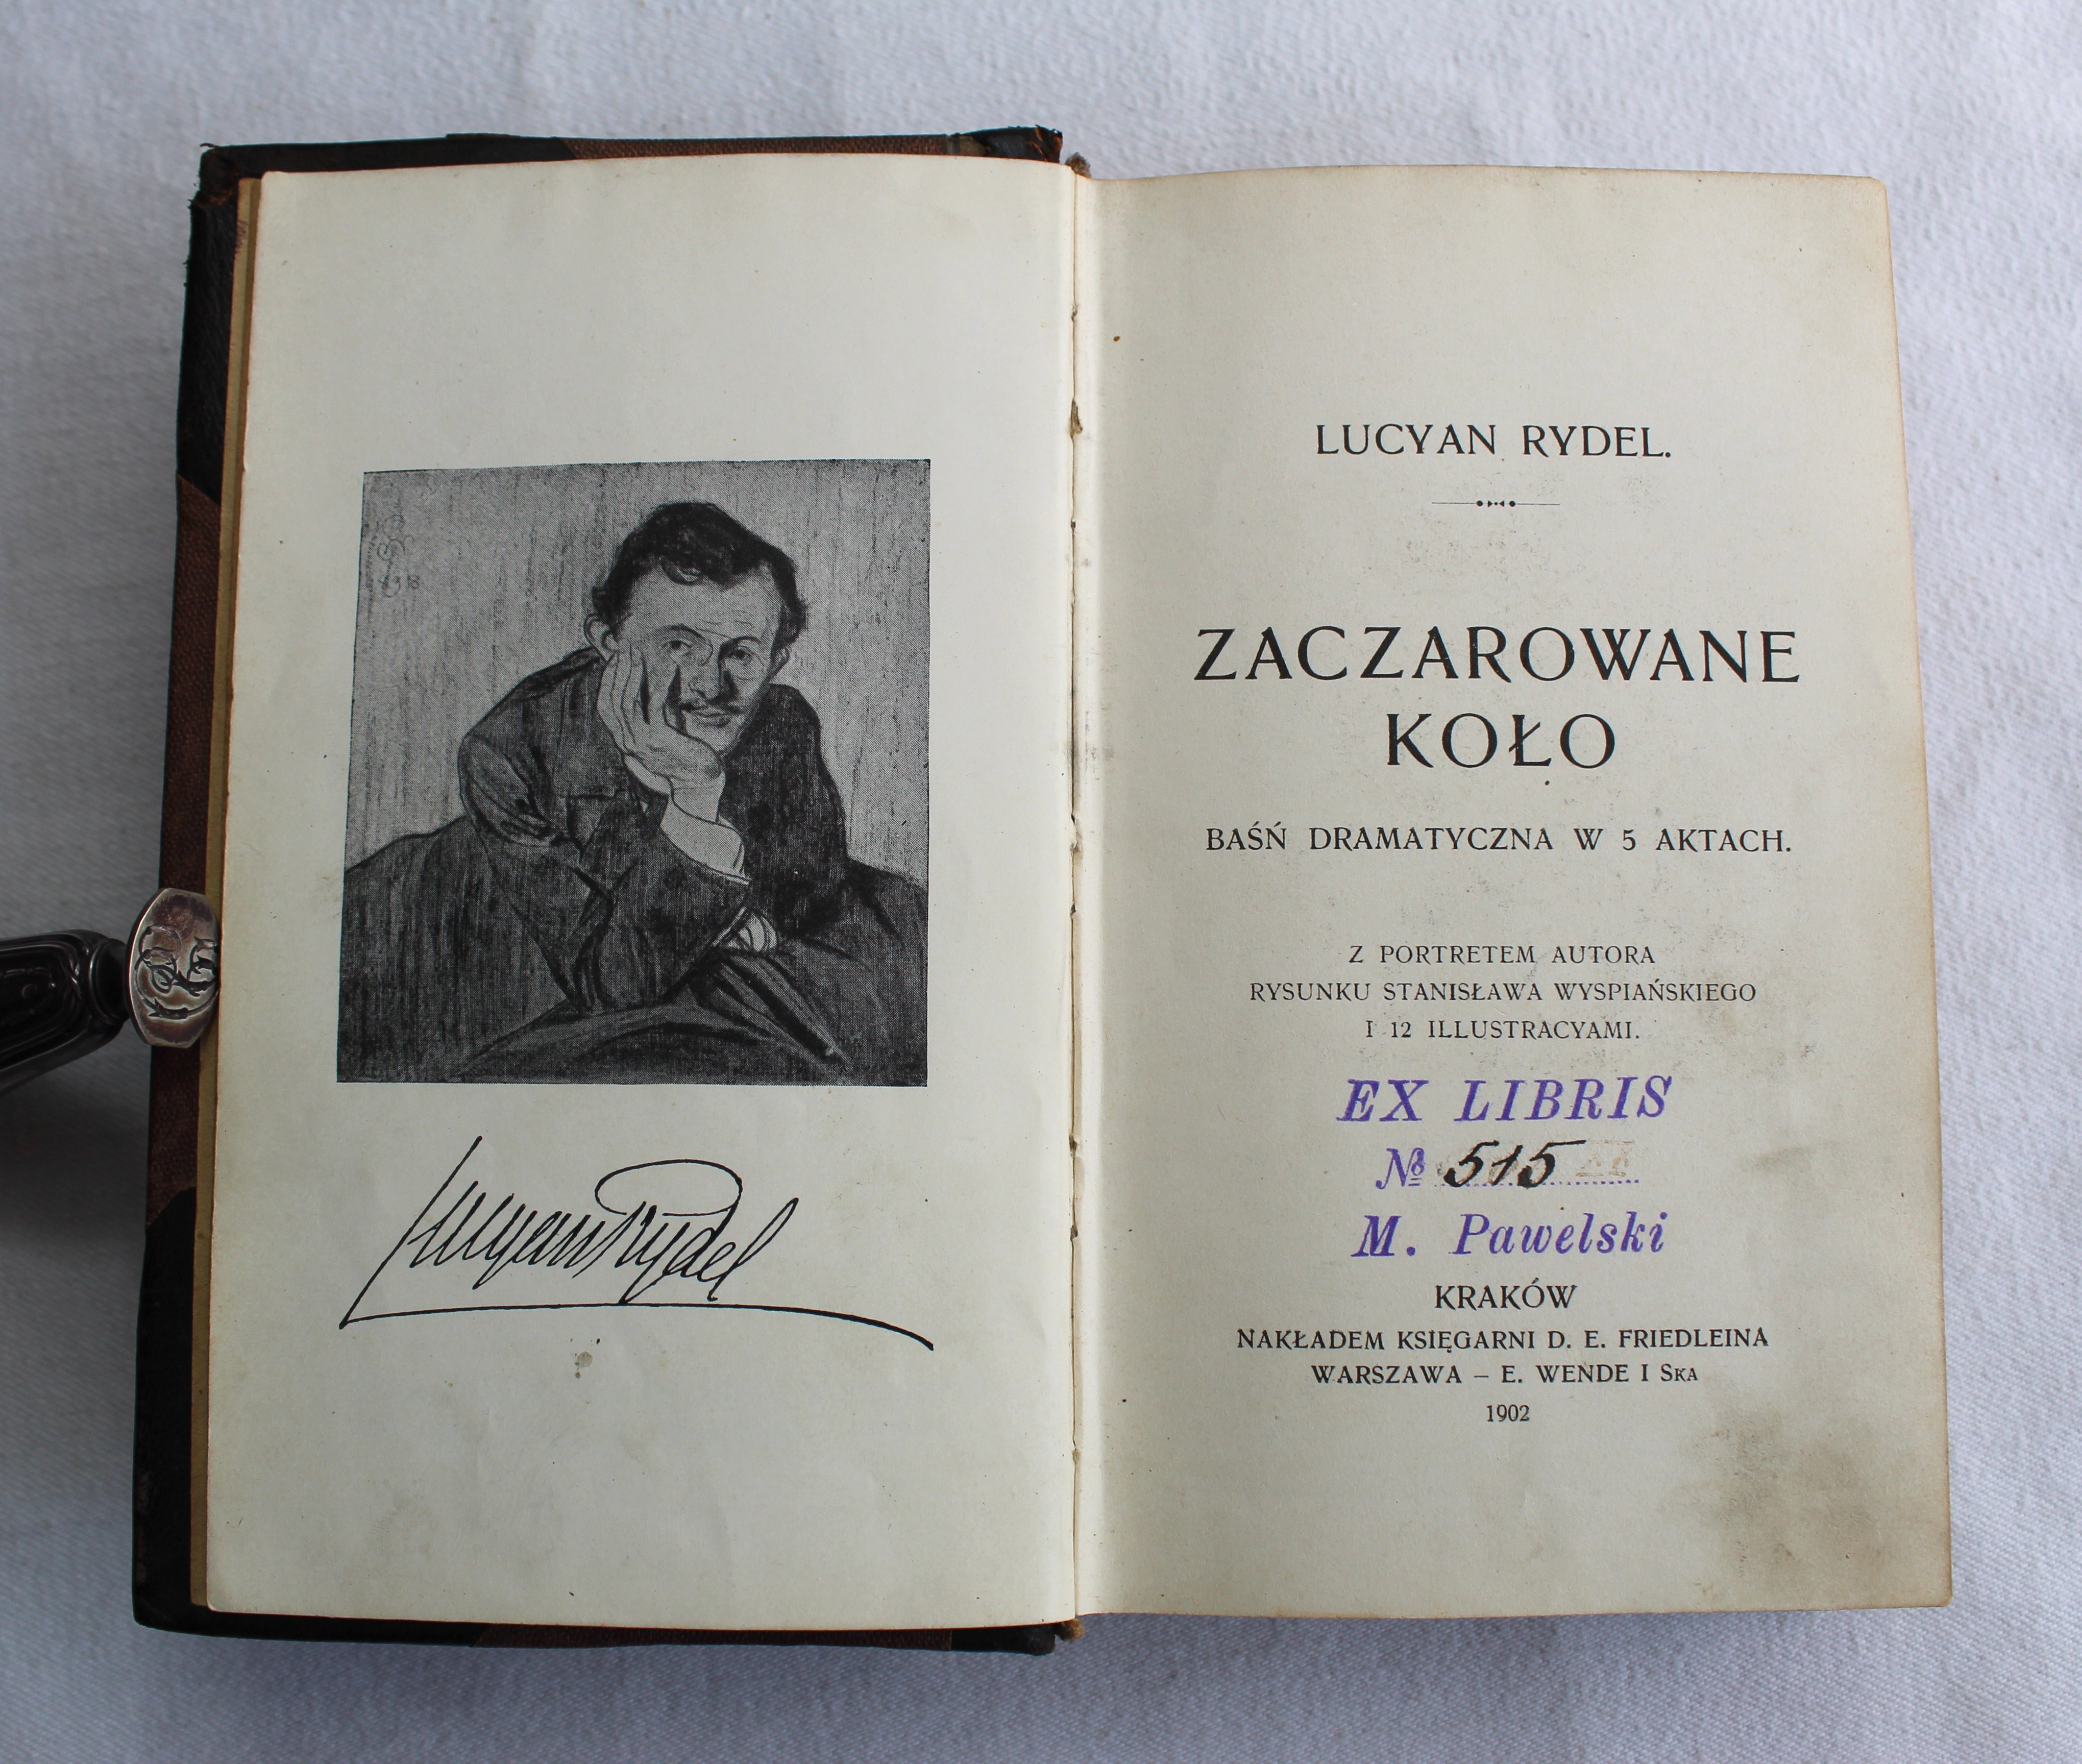 Lucyan Rydel
LUCYAN RYDEL.
ZACZAROWANE
KOŁO
BAŚŃ DRAMATYCZNA W 5 AKTACH.
Z PORTRETEM AUTORA
RYSUNKU STANISŁAWA WYSPIAŃSKIEGO
I 12 ILLUSTRACYAMI.
EX LIBRIS
№ 515
M. Pawelski
KRAKÓW
NAKŁADEM KSIĘGARNI D. E. FRIEDLEINA
WARSZAWA – E. WENDE I SKA
1902